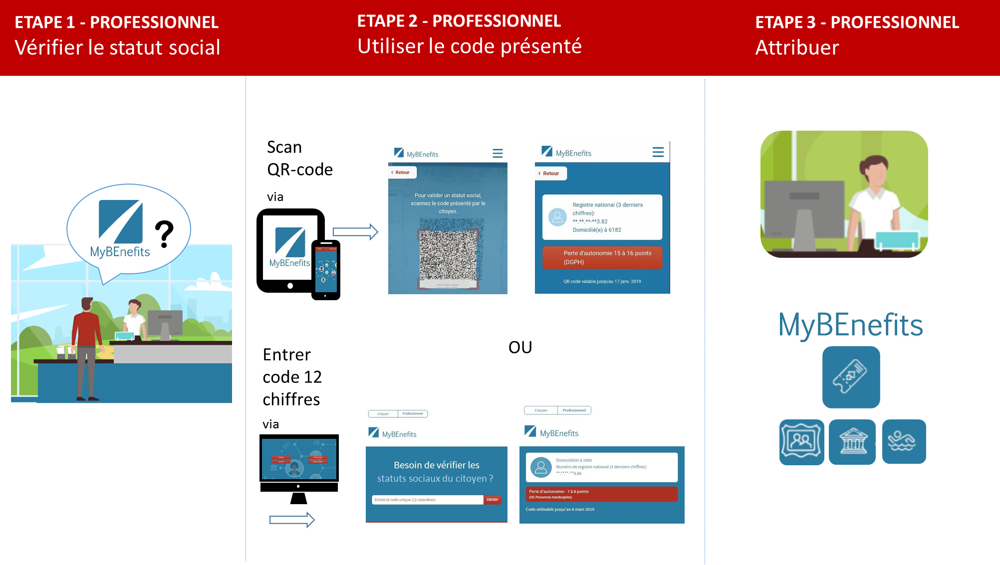 ETAPE 1 - PROFESSIONNEL
Vérifier le statut social
ETAPE 2 - PROFESSIONNEL
Utiliser le code présenté
ETAPE 3 - PROFESSIONNEL
Attribuer
MyBEnefits
?
Scan
QR-code
via
MyBEnefits
MyBEnefits
< Retour
Pour valider un statut social,
scannez le code présenté par le
citoyen.
MyBEnefits
< Retour
Registre national (3 derniers
chiffres):
**.**.**-**3.82
Domicilié(e) à 6182
Perte d'autonomie 15 à 16 points
(DGPH)
QR code valable jusqu'au 17 janv. 2019
OU
Entrer
code 12
chiffres
via
Citoyen
Professionnel
MyBEnefits
Besoin de vérifier les
statuts sociaux du citoyen ?
Entrez le code unique (12 caractères)
Valider
Citoyen
Professionnel
MyBEnefits
Domicilié(e) à 1060
Numéro de registre national (3 derniers chiffres):
**.**.**-**8.86
Perte d'autonomie - 7 à 8 points
(DG Personnes handicapées)
Code utilisable jusqu'au 6 mars 2019
MyBEnefits